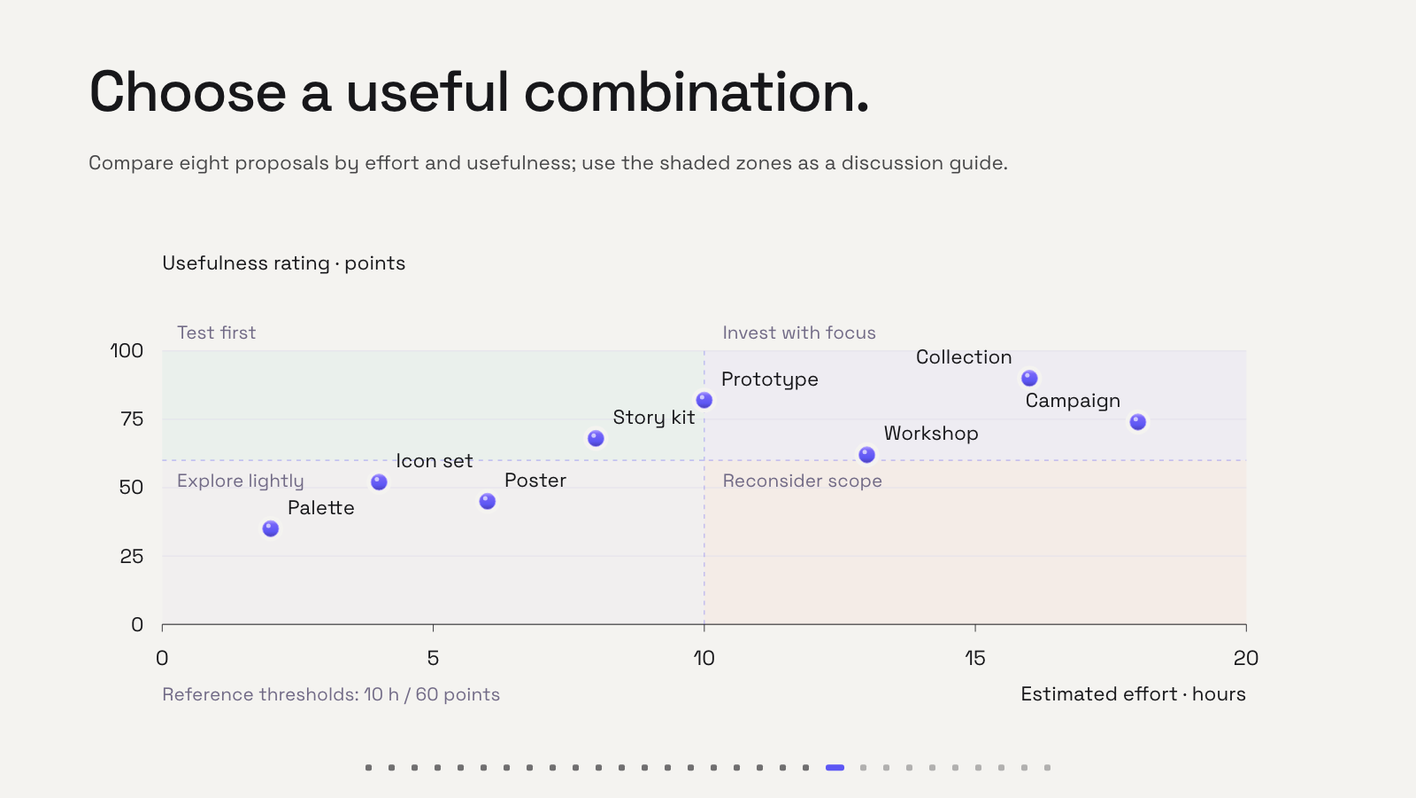 Choose a useful combination.
Compare eight proposals by effort and usefulness; use the shaded zones as a discussion guide.
Usefulness rating · points
Test first
Invest with focus
100
Collection
Prototype
Campaign
75
Story kit
Workshop
Icon set
Explore lightly
Poster
Reconsider scope
50
Palette
25
0
0 5 10 15 20
Reference thresholds: 10 h / 60 points
Estimated effort · hours